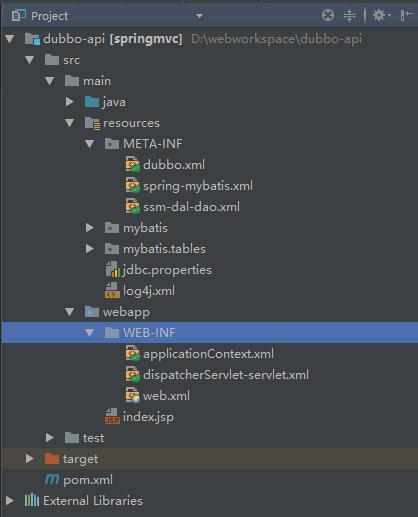 Project
dubbo-api [springmvc] D:\webworkspace\dubbo-api
src
main
java
resources
META-INF
dubbo.xml
spring-mybatis.xml
ssm-dal-dao.xml
mybatis
mybatis.tables
jdbc.properties
log4j.xml
webapp
WEB-INF
applicationContext.xml
dispatcherServlet-servlet.xml
web.xml
JSP index.jsp
test
target
m pom.xml
External Libraries